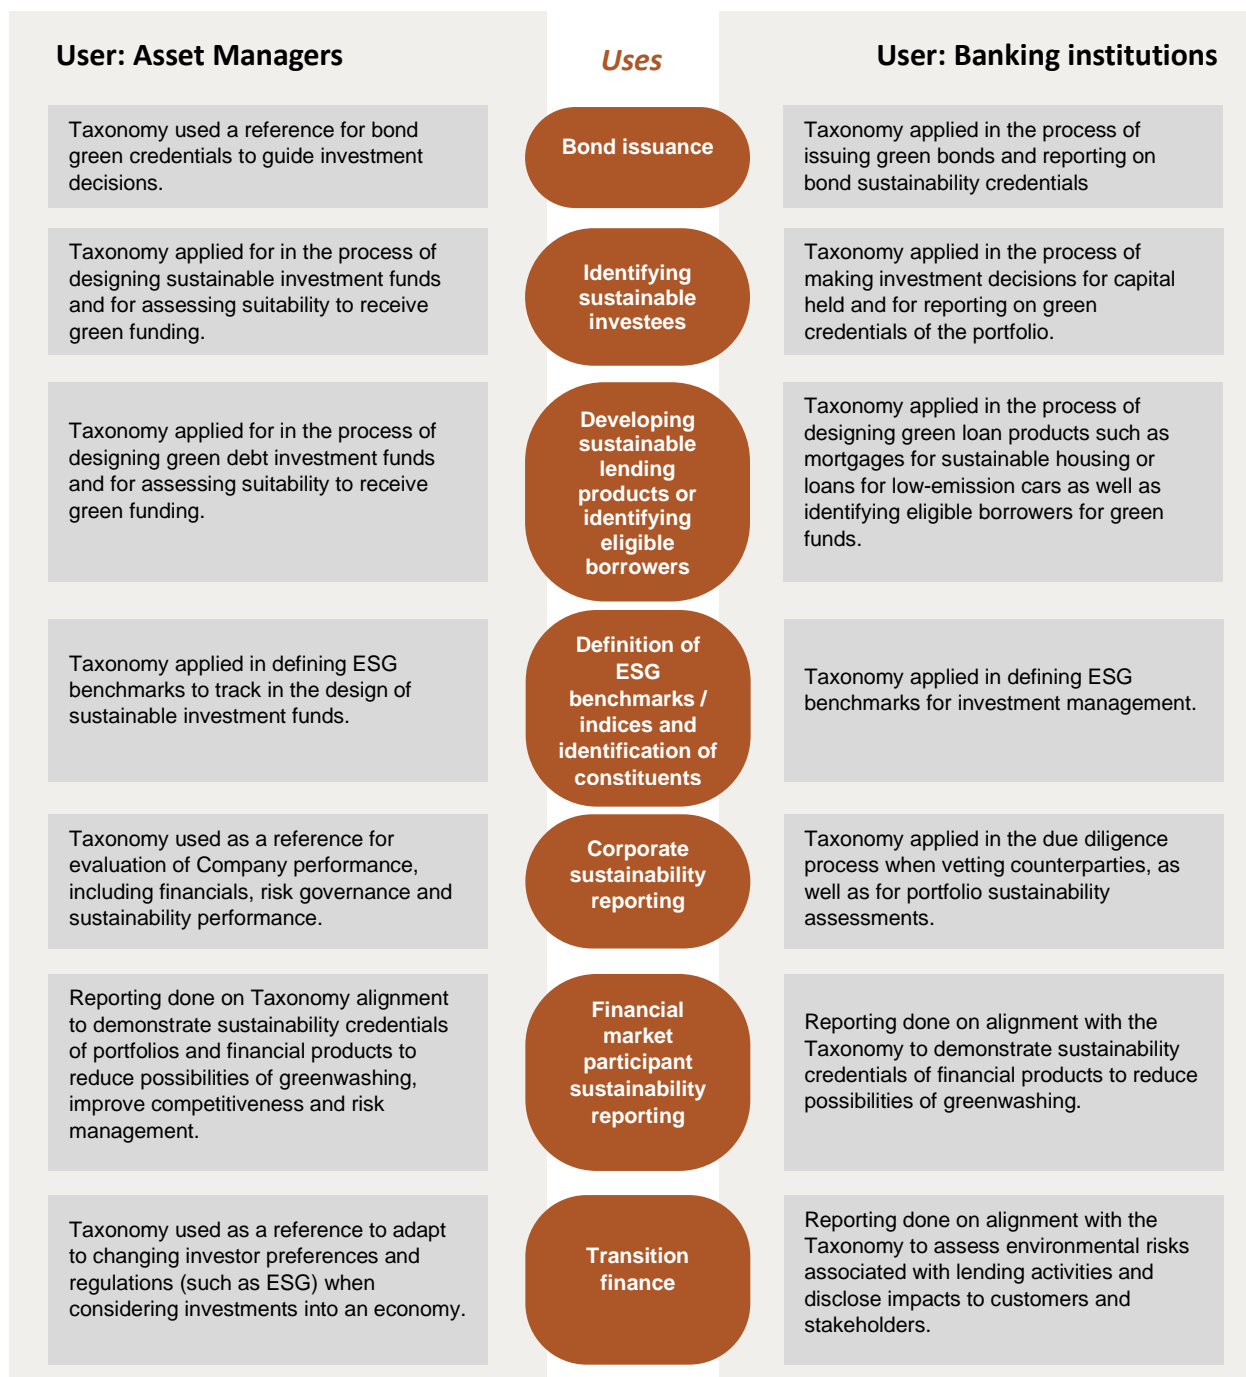 User: Asset Managers
Uses
User: Banking institutions
Taxonomy used a reference for bond
green credentials to guide investment
decisions.
Bond issuance
Taxonomy applied in the process of
issuing green bonds and reporting on
bond sustainability credentials
Taxonomy applied for in the process of
designing sustainable investment funds
and for assessing suitability to receive
green funding.
Identifying
sustainable
investees
Taxonomy applied in the process of
making investment decisions for capital
held and for reporting on green
credentials of the portfolio.
Taxonomy applied for in the process of
designing green debt investment funds
and for assessing suitability to receive
green funding.
Developing
sustainable
lending
products or
identifying
eligible
borrowers
Taxonomy applied in the process of
designing green loan products such as
mortgages for sustainable housing or
loans for low-emission cars as well as
identifying eligible borrowers for green
funds.
Taxonomy applied in defining ESG
benchmarks to track in the design of
sustainable investment funds.
Definition of
ESG
benchmarks /
indices and
identification of
constituents
Taxonomy applied in defining ESG
benchmarks for investment management.
Taxonomy used as a reference for
evaluation of Company performance,
including financials, risk governance and
sustainability performance.
Corporate
sustainability
reporting
Taxonomy applied in the due diligence
process when vetting counterparties, as
well as for portfolio sustainability
assessments.
Reporting done on Taxonomy alignment
to demonstrate sustainability credentials
of portfolios and financial products to
reduce possibilities of greenwashing,
improve competitiveness and risk
management.
Financial
market
participant
sustainability
reporting
Reporting done on alignment with the
Taxonomy to demonstrate sustainability
credentials of financial products to reduce
possibilities of greenwashing.
Taxonomy used as a reference to adapt
to changing investor preferences and
regulations (such as ESG) when
considering investments into an economy.
Transition
finance
Reporting done on alignment with the
Taxonomy to assess environmental risks
associated with lending activities and
disclose impacts to customers and
stakeholders.